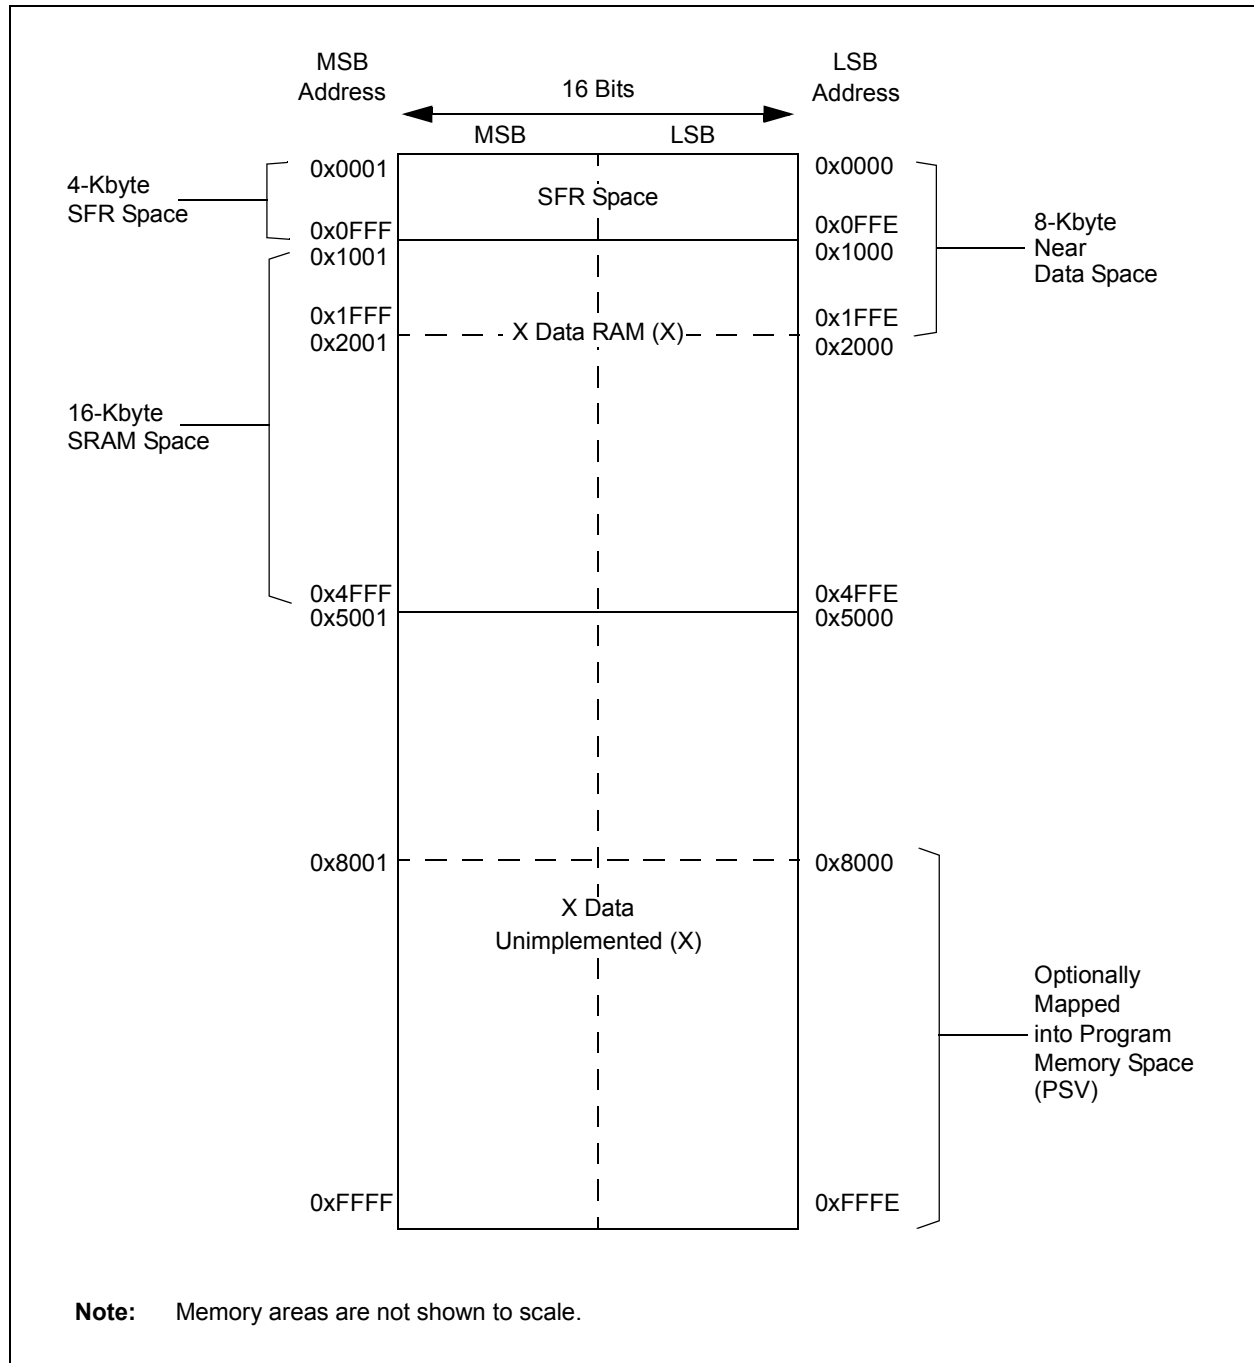 MSB
Address
LSB
Address
16 Bits
MSB
LSB
0x0001
0x0000
4-Kbyte
SFR Space
SFR Space
0x0FFF
0x0FFE
8-Kbyte
Near
Data Space
0x1001
0x1000
0x1FFF
0x1FFE
X Data RAM (X)
0x2001
0x2000
16-Kbyte
SRAM Space
0x4FFF
0x4FFE
0x5001
0x5000
0x8001
0x8000
X Data
Unimplemented (X)
Optionally
Mapped
into Program
Memory Space
(PSV)
0xFFFF
0xFFFE
Note: Memory areas are not shown to scale.